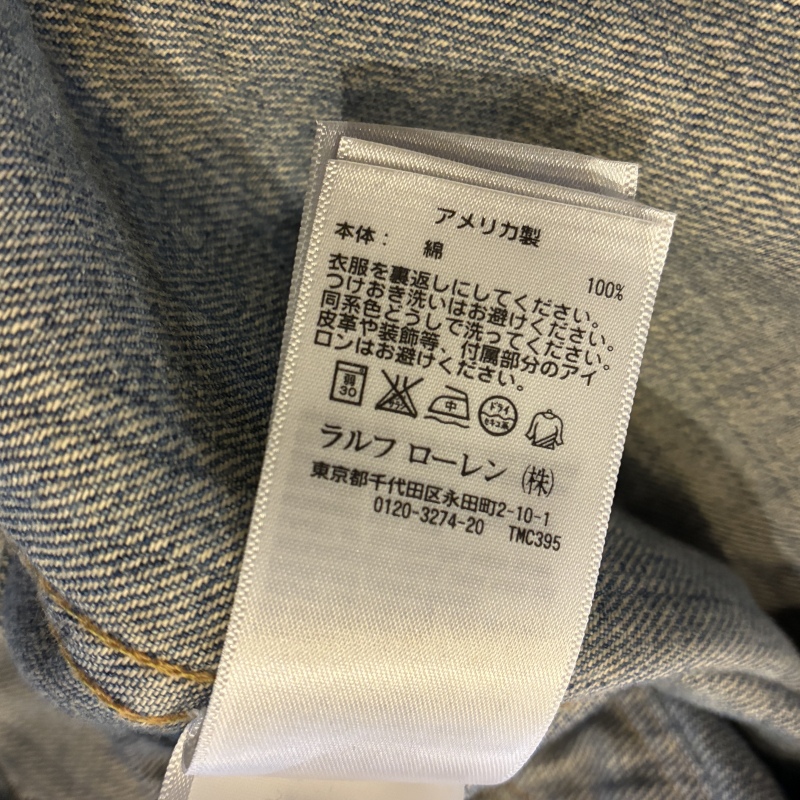 アメリカ製
本体： 綿 100%
衣服を裏返しにしてください。
つけおき洗いはお避けください。
同系色どうしで洗ってください。
皮革や装飾等、付属部分のアイ
ロンはお避けください。
弱 30 中 ドライ セキユ系
ラルフ ローレン （株）
東京都千代田区永田町2-10-1
0120-3274-20 TMC395